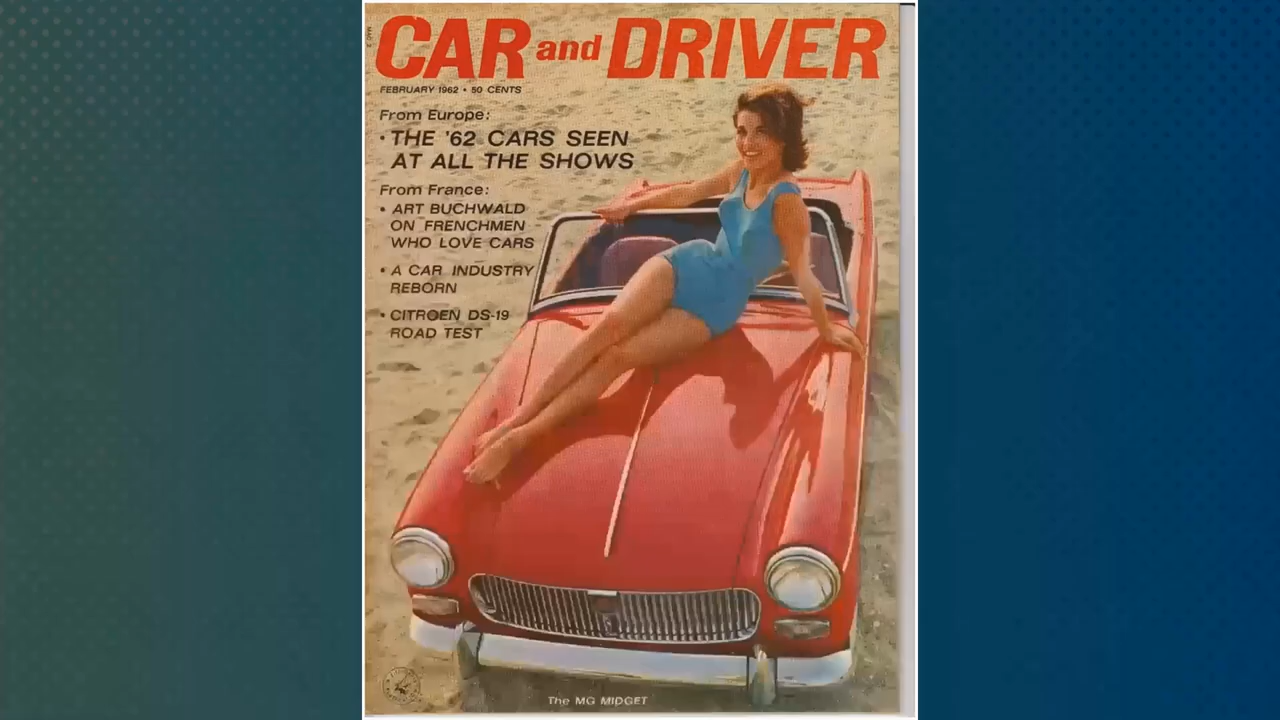 CAR and DRIVER
FEBRUARY 1962 • 50 CENTS
From Europe:
• THE '62 CARS SEEN
AT ALL THE SHOWS
From France:
• ART BUCHWALD
ON FRENCHMEN
WHO LOVE CARS
• A CAR INDUSTRY
REBORN
• CITROEN DS-19
ROAD TEST
The MG MIDGET